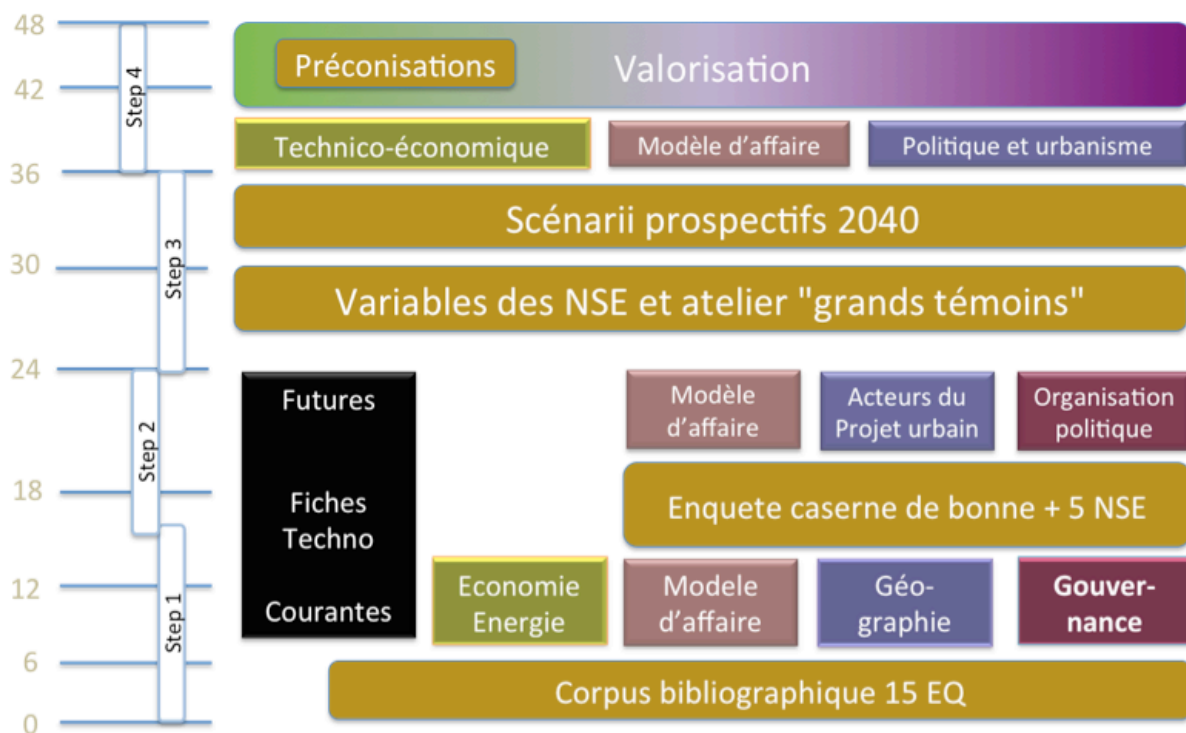 48
Step 4
Préconisations
Valorisation
42
Technico-économique
Modèle d'affaire
Politique et urbanisme
36
Step 3
Scénarii prospectifs 2040
30
Variables des NSE et atelier "grands témoins"
24
Step 2
Futures
Modèle
d'affaire
Acteurs du
Projet urbain
Organisation
politique
18
Fiches
Techno
Enquete caserne de bonne + 5 NSE
12
Step 1
Courantes
Economie
Energie
Modele
d'affaire
Géo-
graphie
Gouver-
nance
6
Corpus bibliographique 15 EQ
0